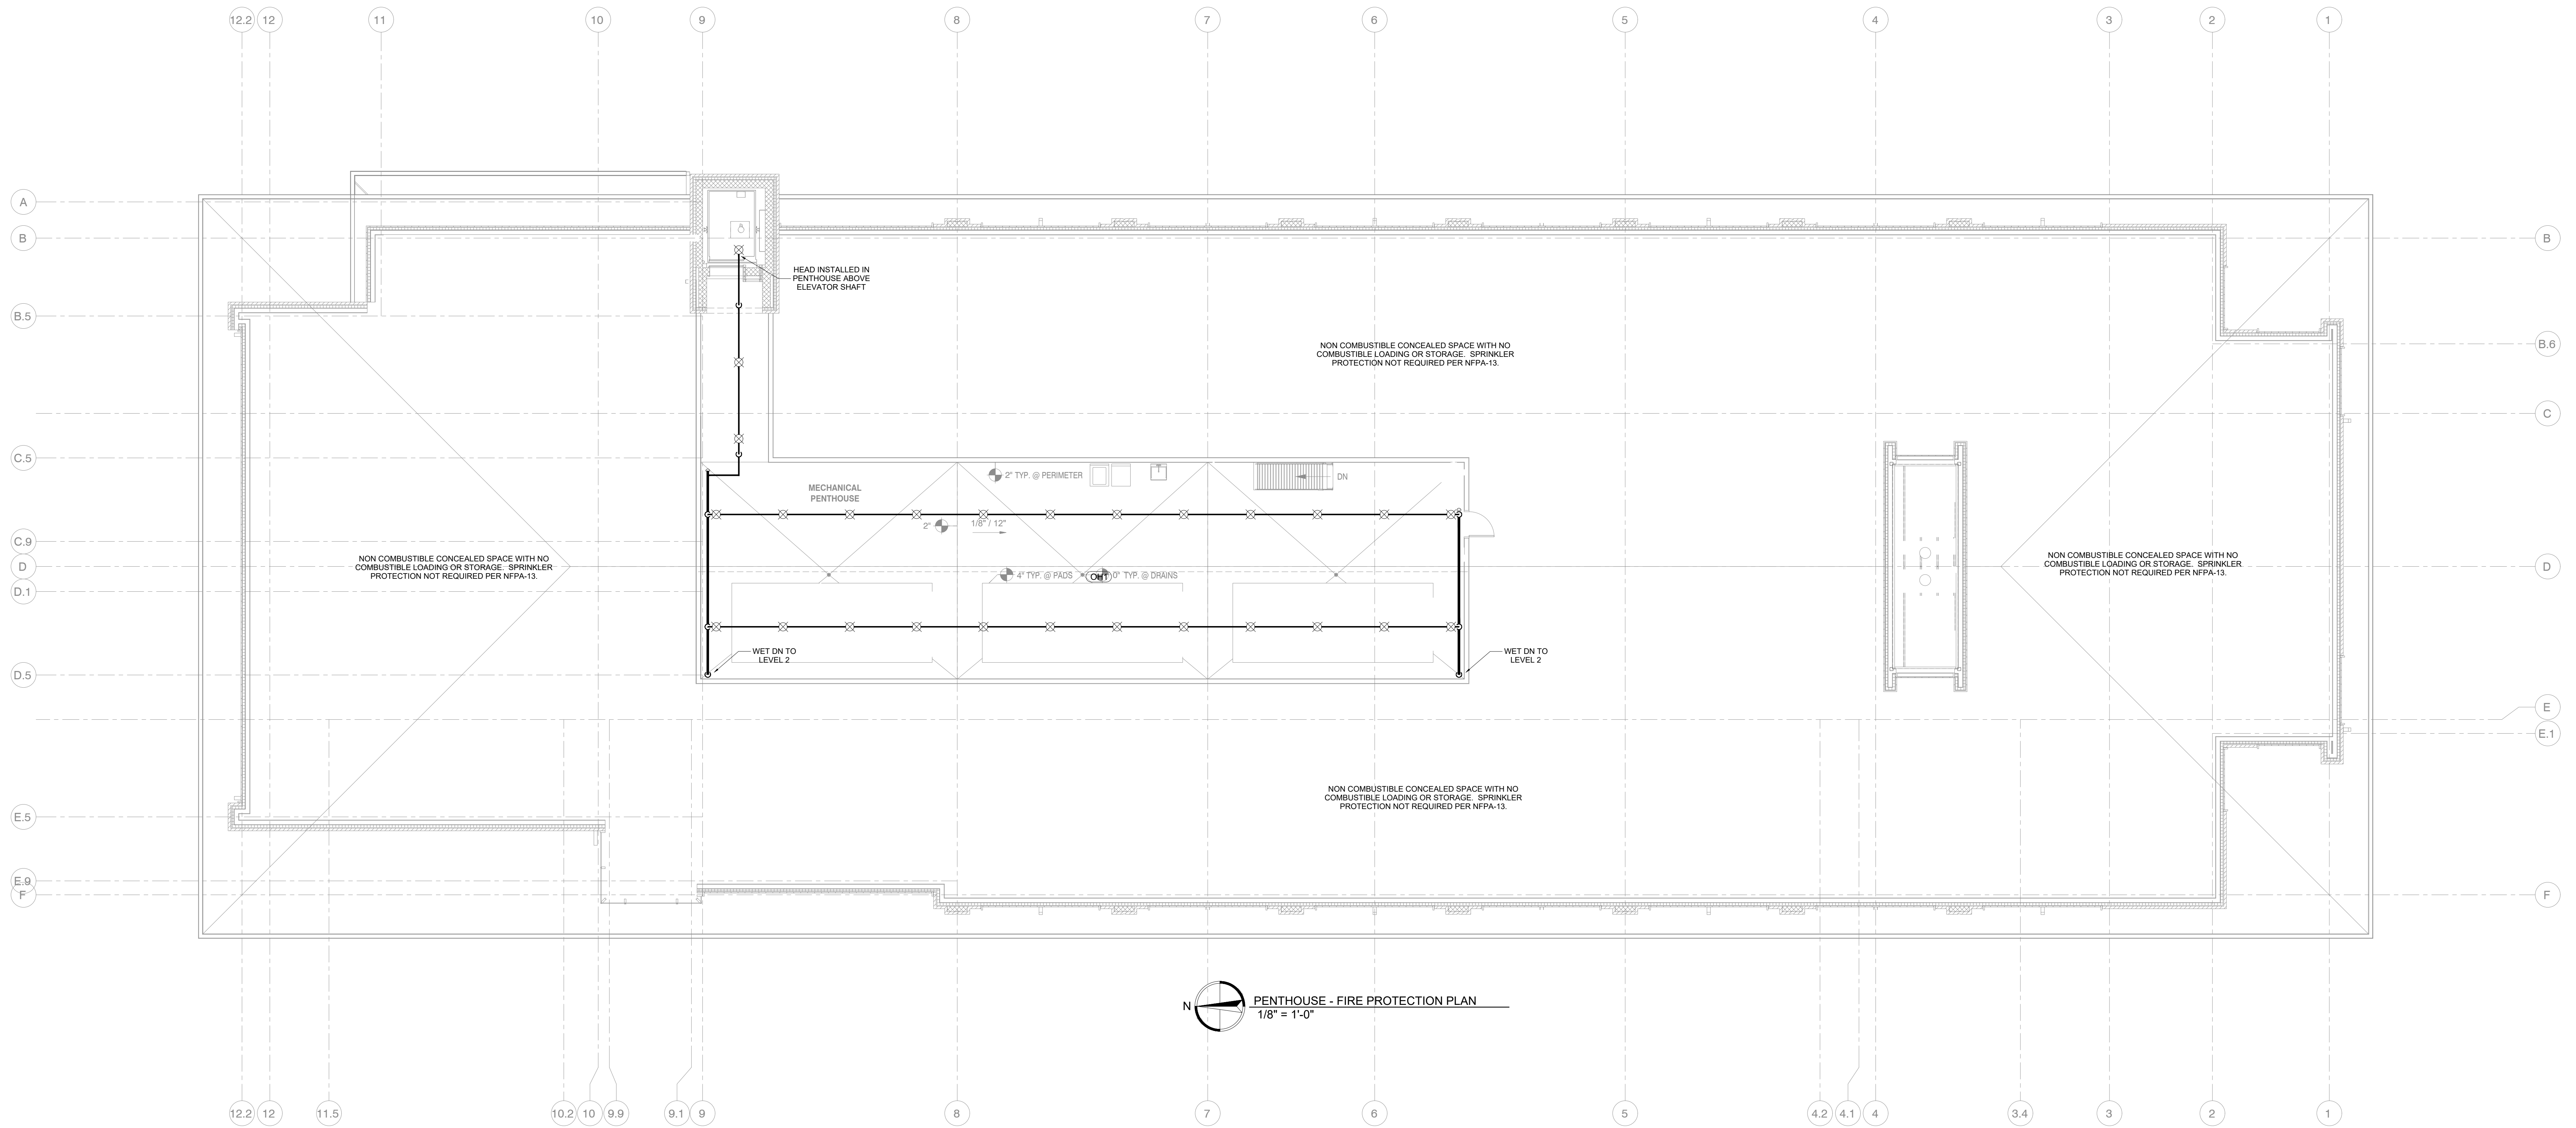 12.2 12 11 10 9 8 7 6 5 4 3 2 1
A
B B
HEAD INSTALLED IN
PENTHOUSE ABOVE
ELEVATOR SHAFT
B.5
NON COMBUSTIBLE CONCEALED SPACE WITH NO
COMBUSTIBLE LOADING OR STORAGE. SPRINKLER
PROTECTION NOT REQUIRED PER NFPA-13.
B.6
C
C.5
2" TYP. @ PERIMETER
DN
MECHANICAL
PENTHOUSE
2"
1/8" / 12"
C.9
NON COMBUSTIBLE CONCEALED SPACE WITH NO
COMBUSTIBLE LOADING OR STORAGE. SPRINKLER
PROTECTION NOT REQUIRED PER NFPA-13.
NON COMBUSTIBLE CONCEALED SPACE WITH NO
COMBUSTIBLE LOADING OR STORAGE. SPRINKLER
PROTECTION NOT REQUIRED PER NFPA-13.
D D
4" TYP. @ PADS
0" TYP. @ DRAINS
D.1
WET DN TO
LEVEL 2
WET DN TO
LEVEL 2
D.5
E
E.1
NON COMBUSTIBLE CONCEALED SPACE WITH NO
COMBUSTIBLE LOADING OR STORAGE. SPRINKLER
PROTECTION NOT REQUIRED PER NFPA-13.
E.5
E.9
F F
N
PENTHOUSE - FIRE PROTECTION PLAN
1/8" = 1'-0"
12.2 12 11.5 10.2 10 9.9 9.1 9 8 7 6 5 4.2 4.1 4 3.4 3 2 1